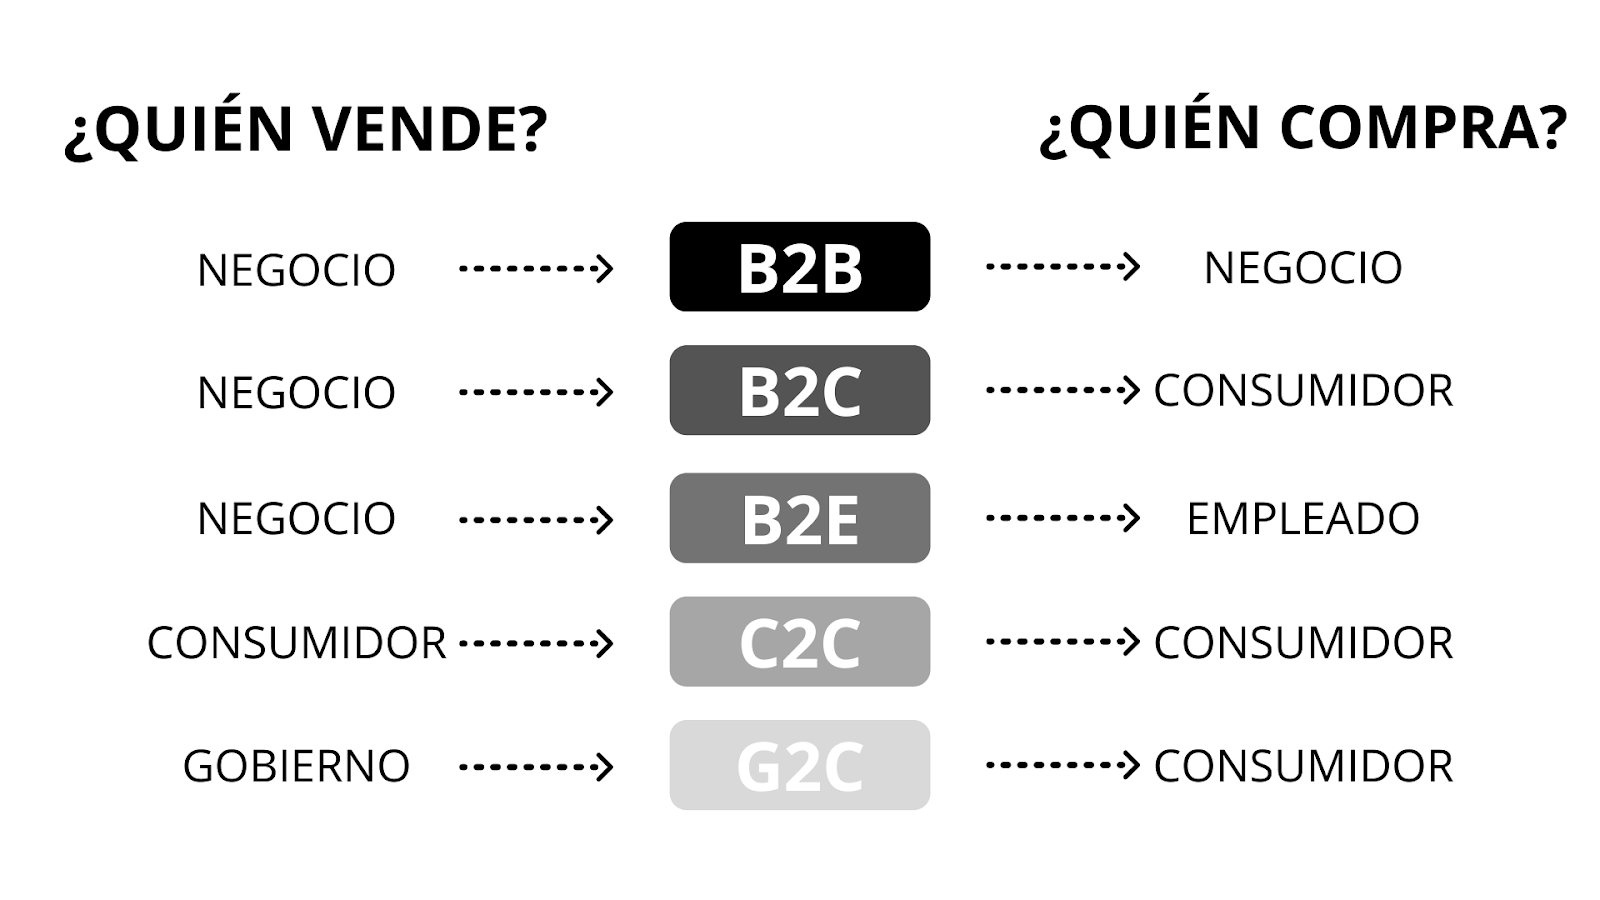 ¿QUIÉN VENDE?
¿QUIÉN COMPRA?
NEGOCIO B2B NEGOCIO
NEGOCIO B2C CONSUMIDOR
NEGOCIO B2E EMPLEADO
CONSUMIDOR C2C CONSUMIDOR
GOBIERNO G2C CONSUMIDOR